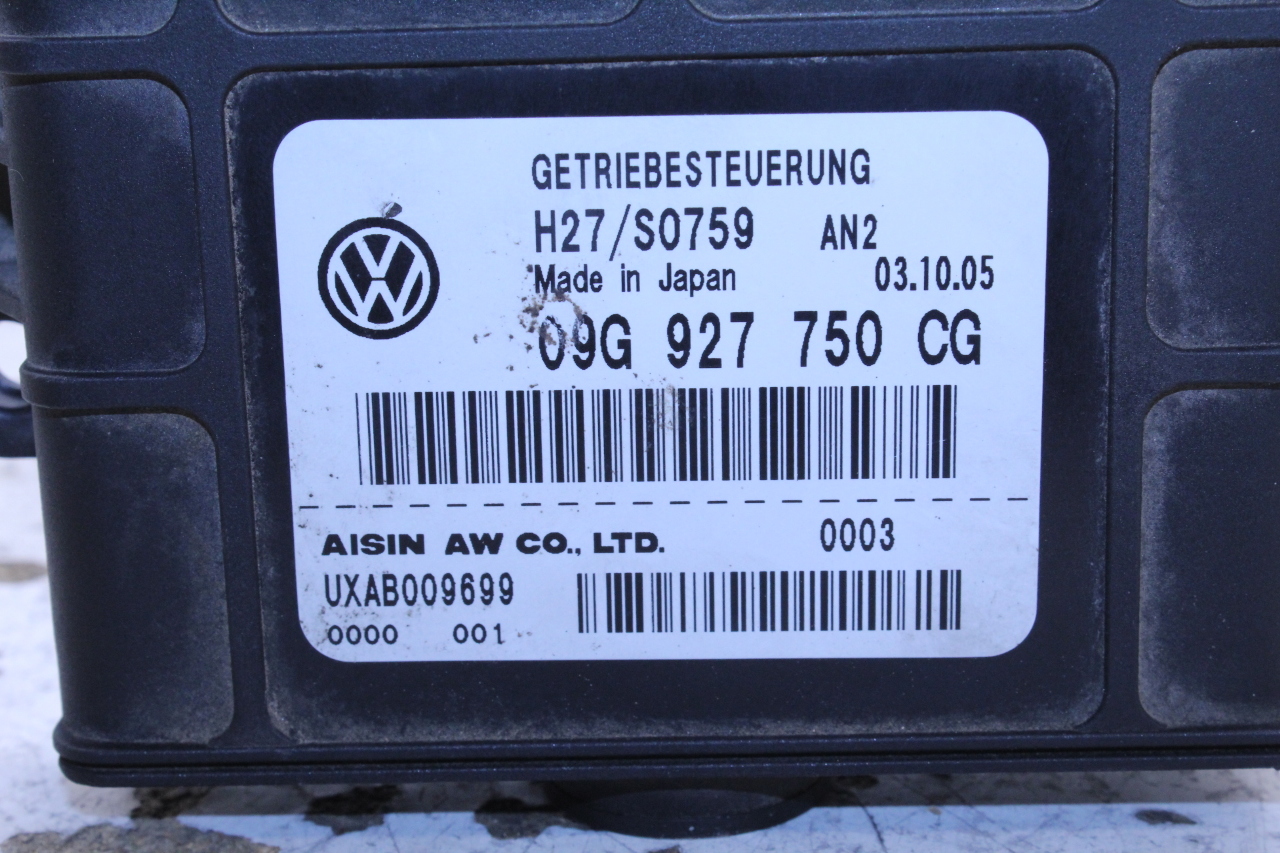 GETRIEBESTEUERUNG
H27/S0759 AN2
Made in Japan 03.10.05
09G 927 750 CG
AISIN AW CO., LTD. 0003
UXAB009699
0000 001